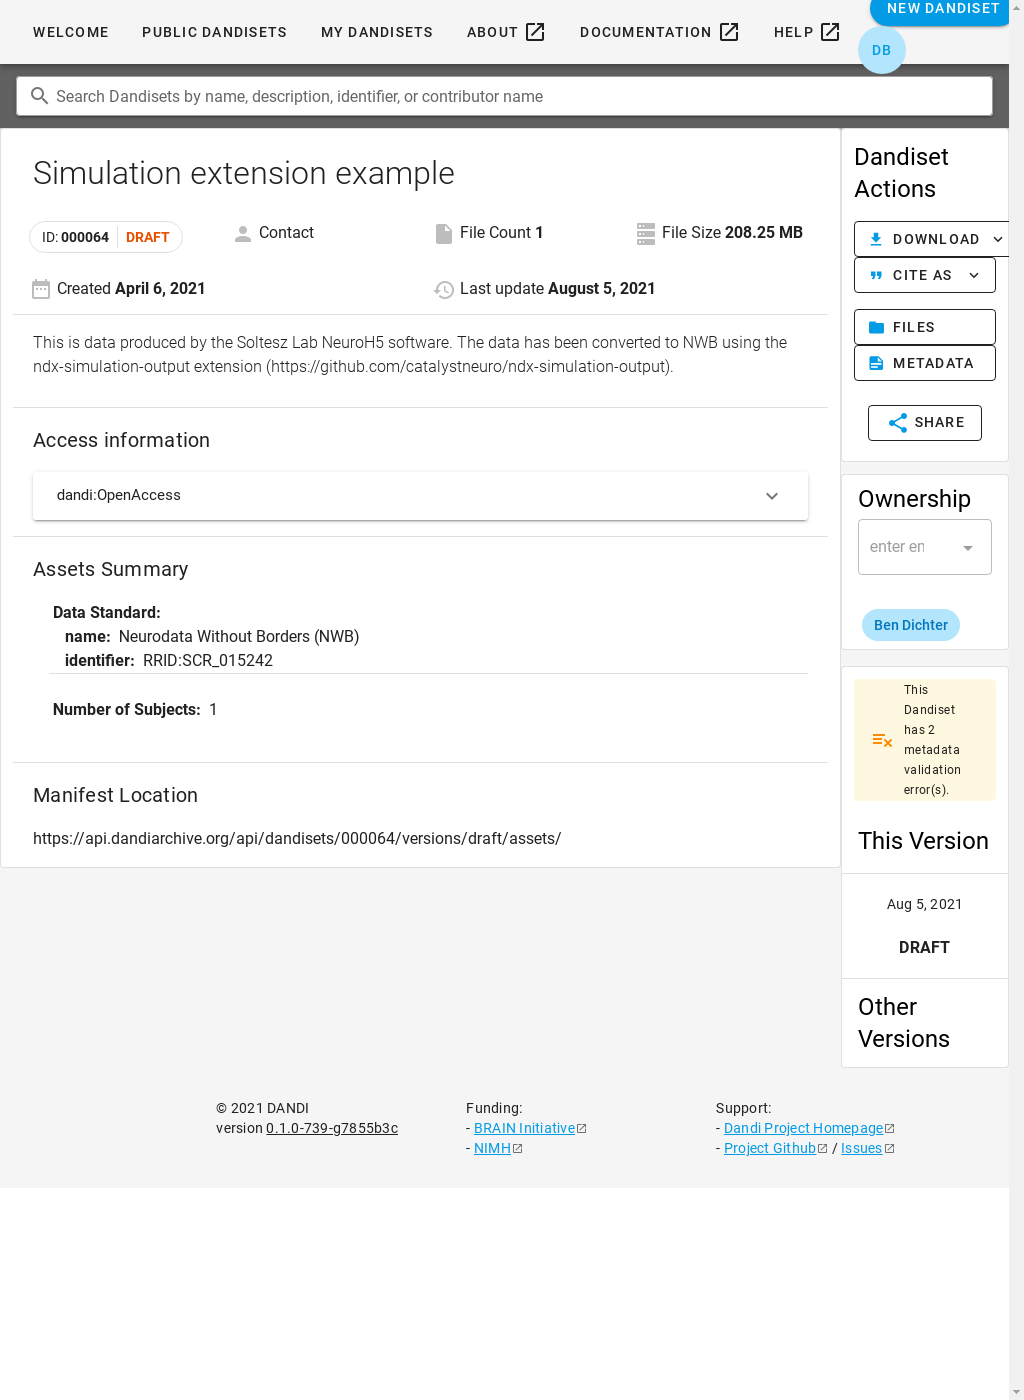 WELCOME PUBLIC DANDISETS MY DANDISETS ABOUT DOCUMENTATION HELP NEW DANDISET
DB
Search Dandisets by name, description, identifier, or contributor name
Simulation extension example
ID: 000064 DRAFT Contact File Count 1 File Size 208.25 MB
Created April 6, 2021 Last update August 5, 2021
This is data produced by the Soltesz Lab NeuroH5 software. The data has been converted to NWB using the
ndx-simulation-output extension (https://github.com/catalystneuro/ndx-simulation-output).
Access information
dandi:OpenAccess
Assets Summary
Data Standard:
name: Neurodata Without Borders (NWB)
identifier: RRID:SCR_015242
Number of Subjects: 1
Manifest Location
https://api.dandiarchive.org/api/dandisets/000064/versions/draft/assets/
Dandiset
Actions
DOWNLOAD
CITE AS
FILES
METADATA
SHARE
Ownership
enter en
Ben Dichter
This
Dandiset
has 2
metadata
validation
error(s).
This Version
Aug 5, 2021
DRAFT
Other
Versions
© 2021 DANDI
version 0.1.0-739-g7855b3c
Funding:
- BRAIN Initiative
- NIMH
Support:
- Dandi Project Homepage
- Project Github / Issues